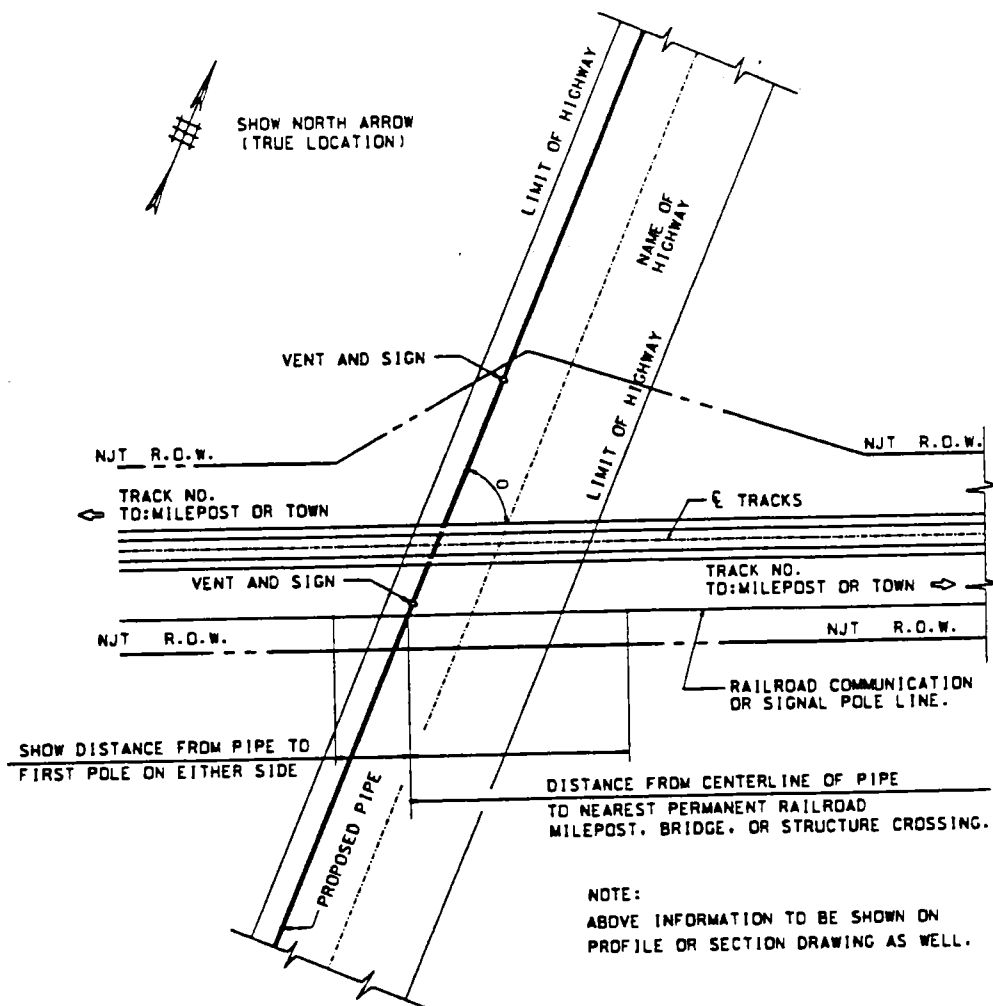 SHOW NORTH ARROW
(TRUE LOCATION)
LIMIT OF HIGHWAY
NAME OF
HIGHWAY
VENT AND SIGN
LIMIT OF HIGHWAY
NJT R.O.W.
NJT R.O.W.
O
TRACK NO.
TO:MILEPOST OR TOWN
℄ TRACKS
VENT AND SIGN
TRACK NO.
TO:MILEPOST OR TOWN
NJT R.O.W.
NJT R.O.W.
RAILROAD COMMUNICATION
OR SIGNAL POLE LINE.
SHOW DISTANCE FROM PIPE TO
FIRST POLE ON EITHER SIDE
DISTANCE FROM CENTERLINE OF PIPE
TO NEAREST PERMANENT RAILROAD
MILEPOST, BRIDGE, OR STRUCTURE CROSSING.
PROPOSED PIPE
NOTE:
ABOVE INFORMATION TO BE SHOWN ON
PROFILE OR SECTION DRAWING AS WELL.